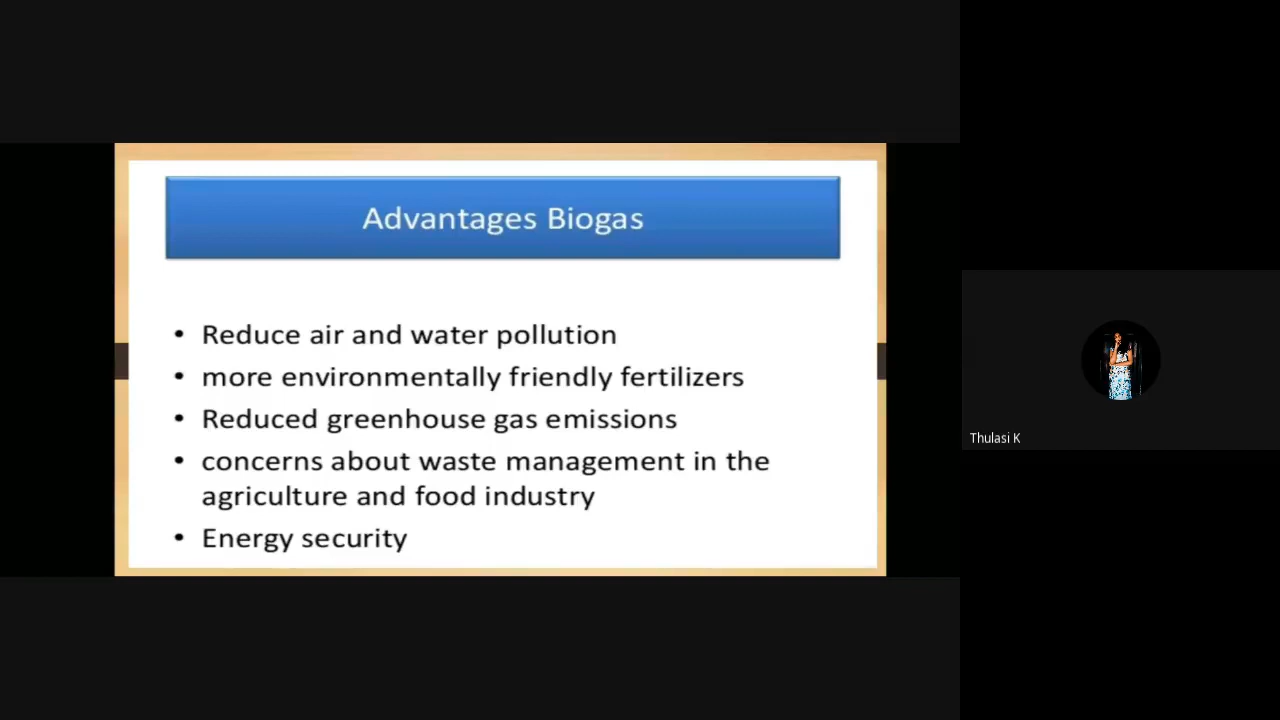 Advantages Biogas
• Reduce air and water pollution
• more environmentally friendly fertilizers
• Reduced greenhouse gas emissions
• concerns about waste management in the
agriculture and food industry
• Energy security
Thulasi K